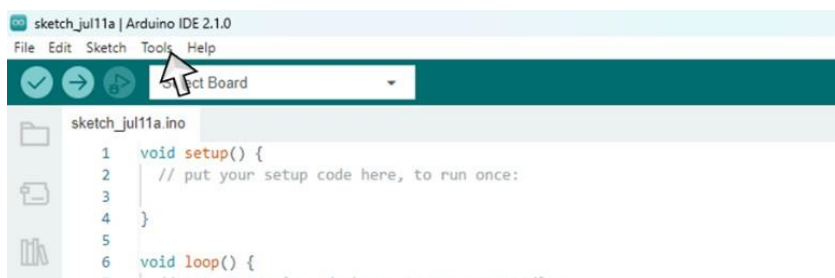 sketch_jul11a | Arduino IDE 2.1.0
File Edit Sketch Tools Help
Select Board
sketch_jul11a.ino
1 void setup() {
2 // put your setup code here, to run once:
3
4 }
5
6 void loop() {